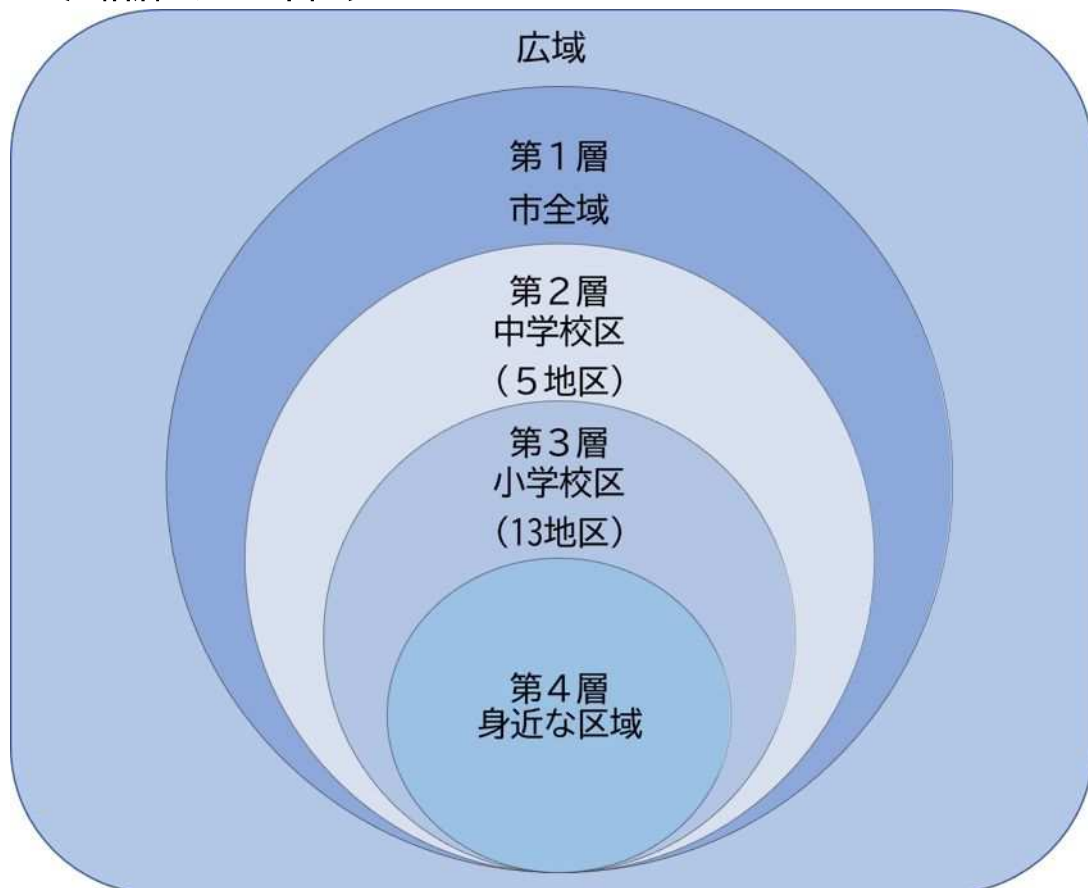 広域
第1層
市全域
第2層
中学校区
（5地区）
第3層
小学校区
（13地区）
第4層
身近な区域